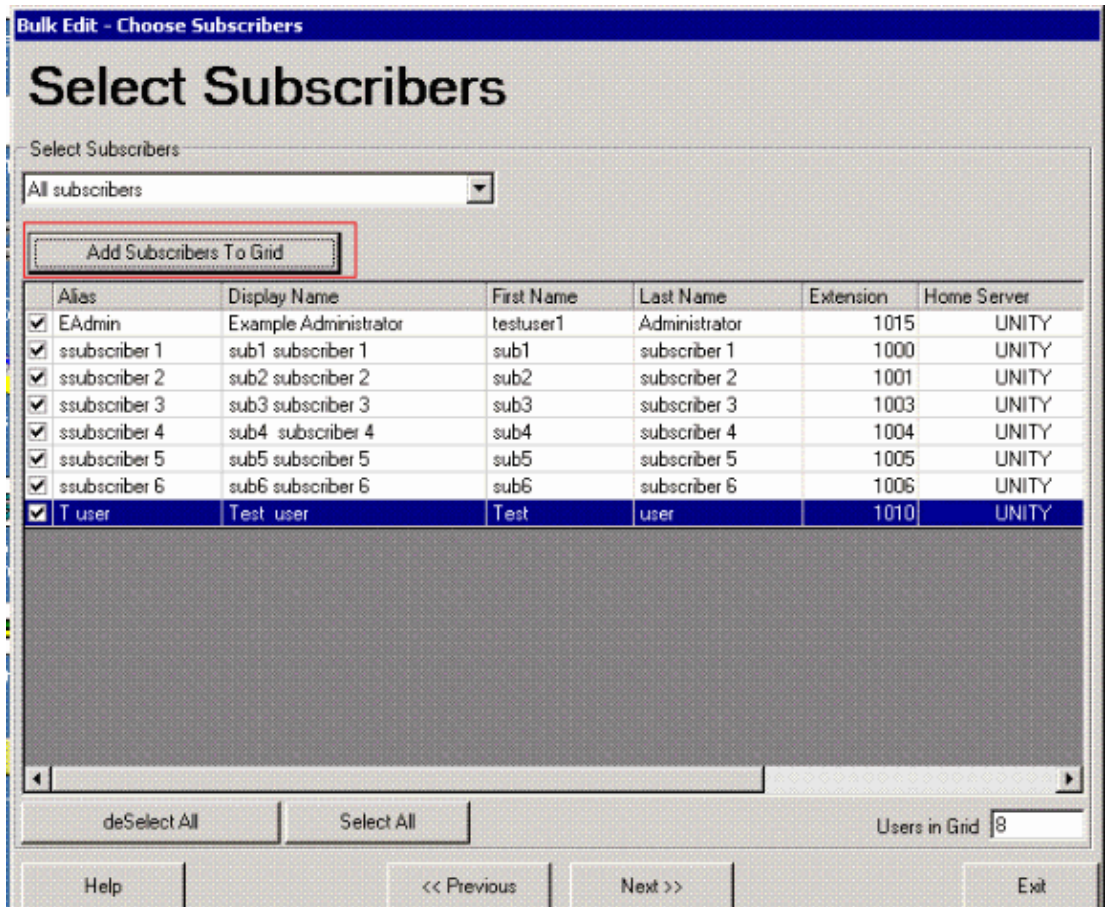 Bulk Edit - Choose Subscribers
Select Subscribers
Select Subscribers
All subscribers
Add Subscribers To Grid
Alias Display Name First Name Last Name Extension Home Server
EAdmin Example Administrator testuser1 Administrator 1015 UNITY
ssubscriber 1 sub1 subscriber 1 sub1 subscriber 1 1000 UNITY
ssubscriber 2 sub2 subscriber 2 sub2 subscriber 2 1001 UNITY
ssubscriber 3 sub3 subscriber 3 sub3 subscriber 3 1003 UNITY
ssubscriber 4 sub4 subscriber 4 sub4 subscriber 4 1004 UNITY
ssubscriber 5 sub5 subscriber 5 sub5 subscriber 5 1005 UNITY
ssubscriber 6 sub6 subscriber 6 sub6 subscriber 6 1006 UNITY
T user Test user Test user 1010 UNITY
deSelect All Select All Users in Grid 8
Help << Previous Next >> Exit